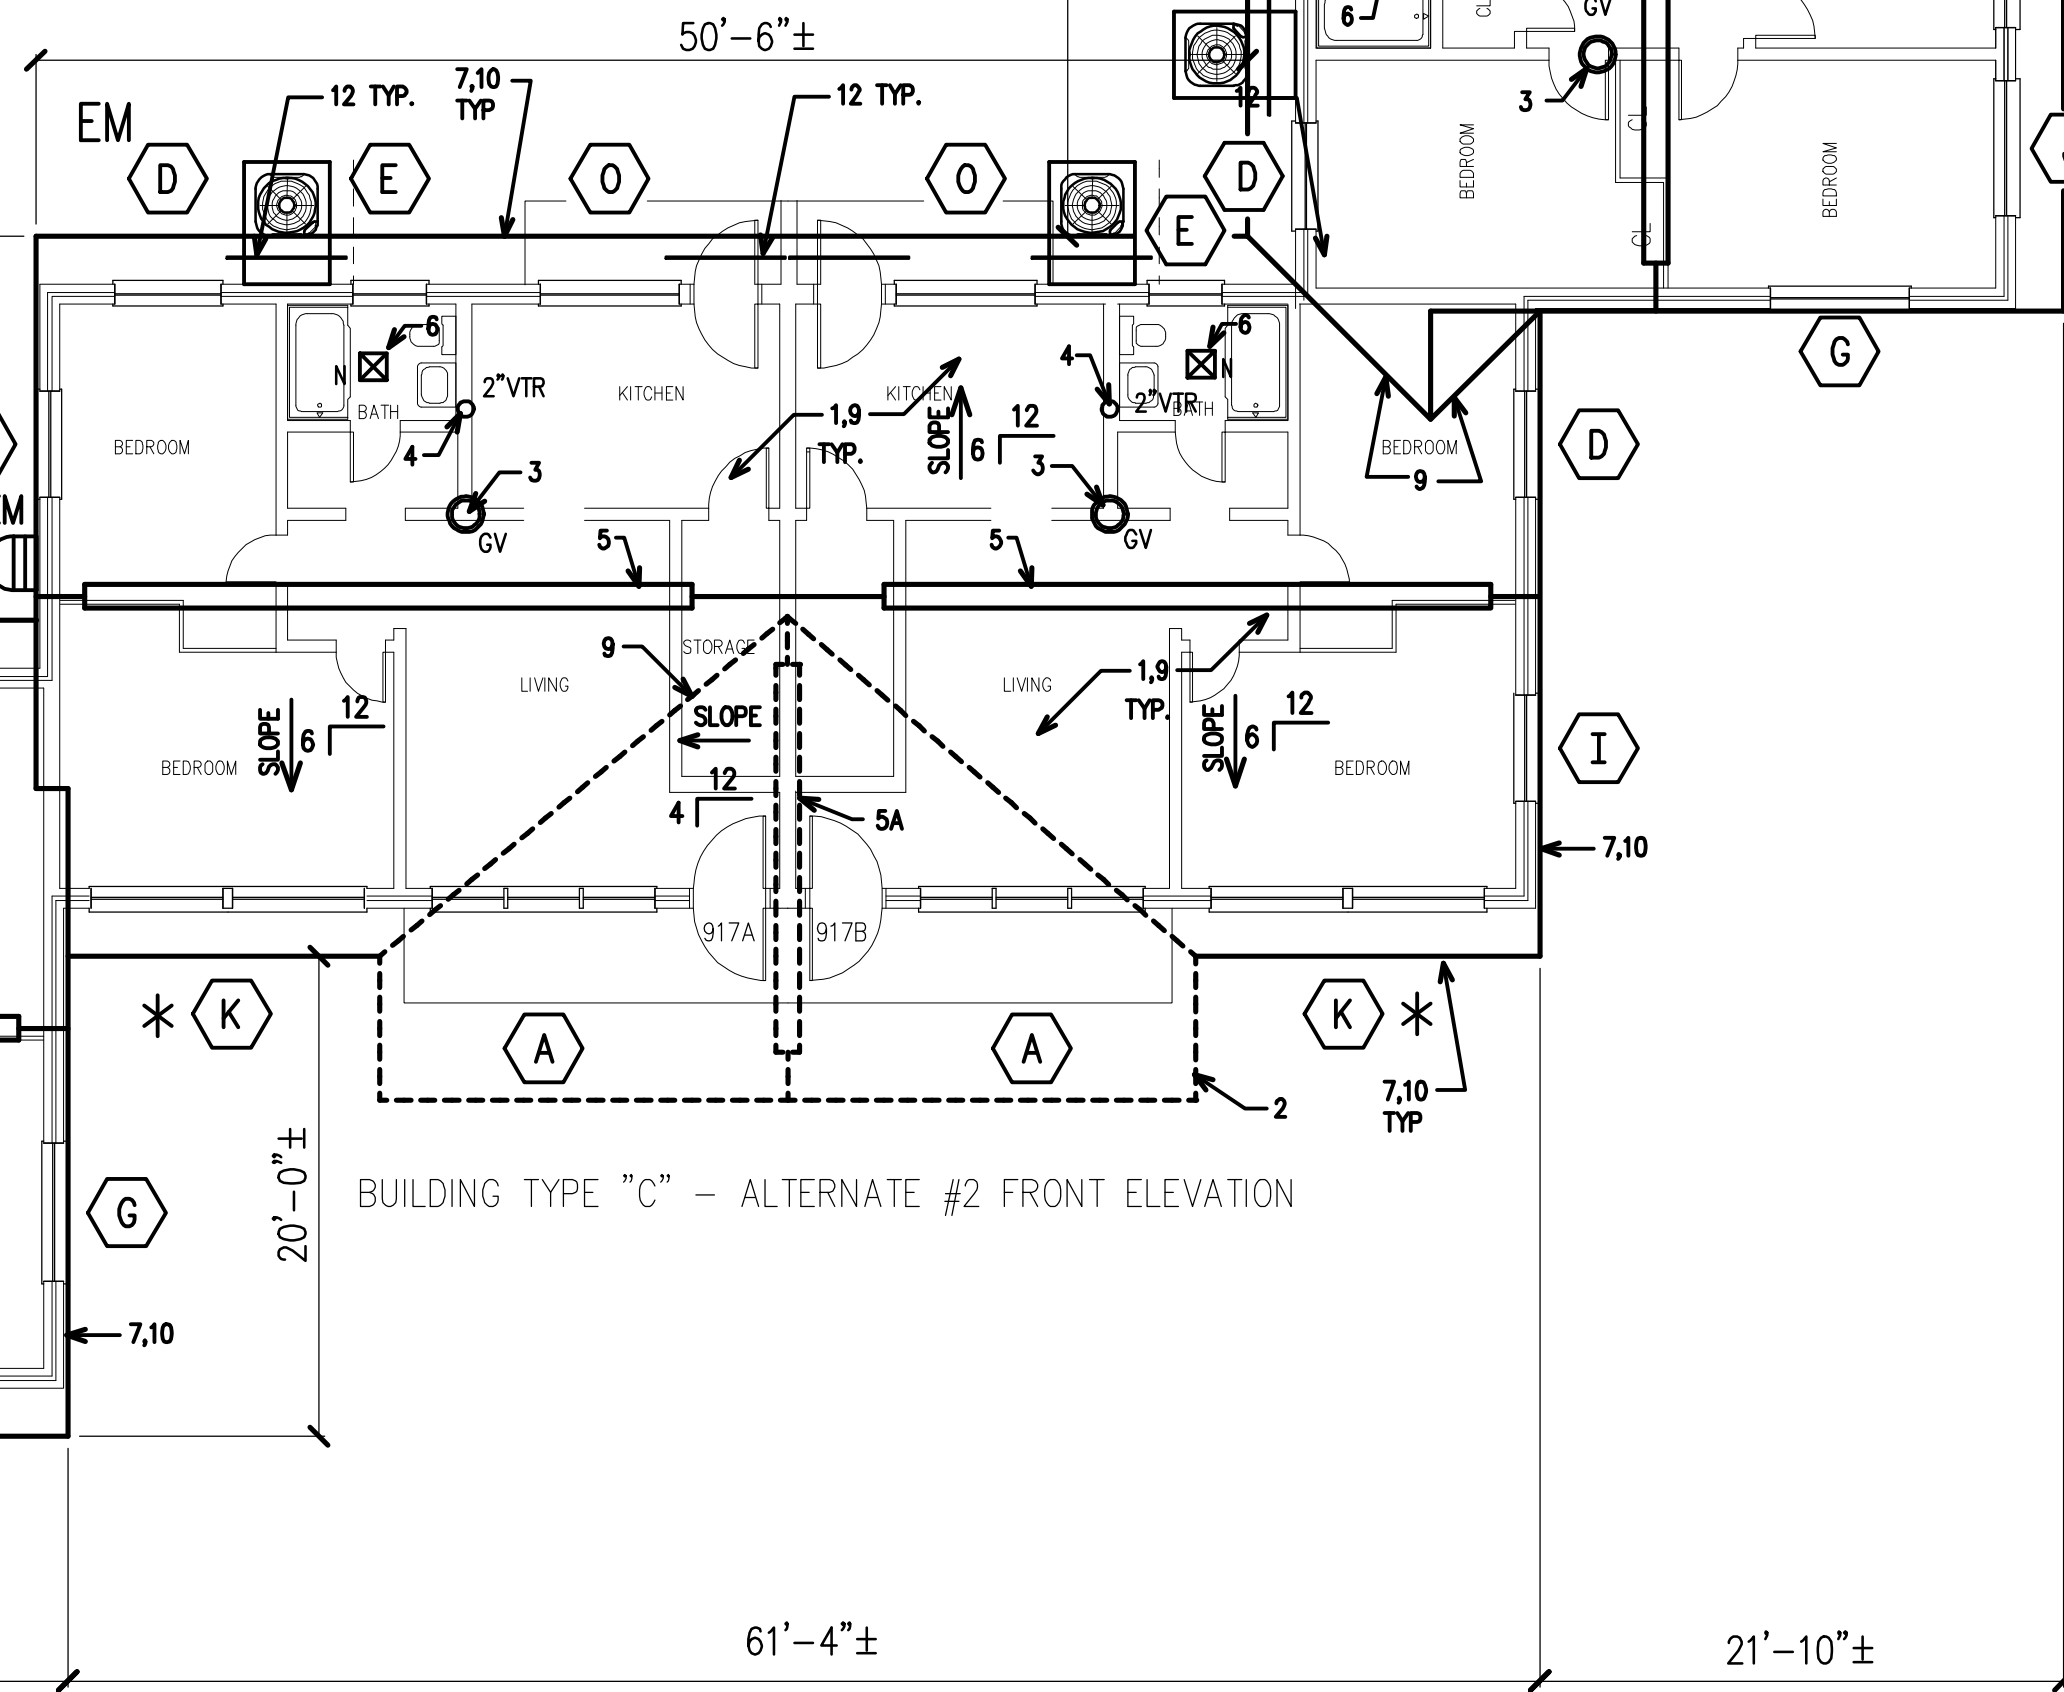 50'-6"±
6
CL
GV
12 TYP.
7,10
TYP
12 TYP.
12
3
CL
EM
D
E
O
O
D
BEDROOM
BEDROOM
E
CL
6
6
G
N
2"VTR
KITCHEN
4
KITCHEN
N
2"VTR
BATH
BATH
1,9
TYP.
SLOPE
12
6
BEDROOM
4
BEDROOM
D
3
3
9
EM
GV
GV
5
5
9
STORAGE
LIVING
LIVING
1,9
TYP.
SLOPE
12
6
SLOPE
SLOPE
12
6
BEDROOM
BEDROOM
I
12
4
5A
7,10
917A
917B
* K
K *
A
A
7,10
TYP
2
20'-0"±
BUILDING TYPE "C" - ALTERNATE #2 FRONT ELEVATION
G
7,10
61'-4"±
21'-10"±